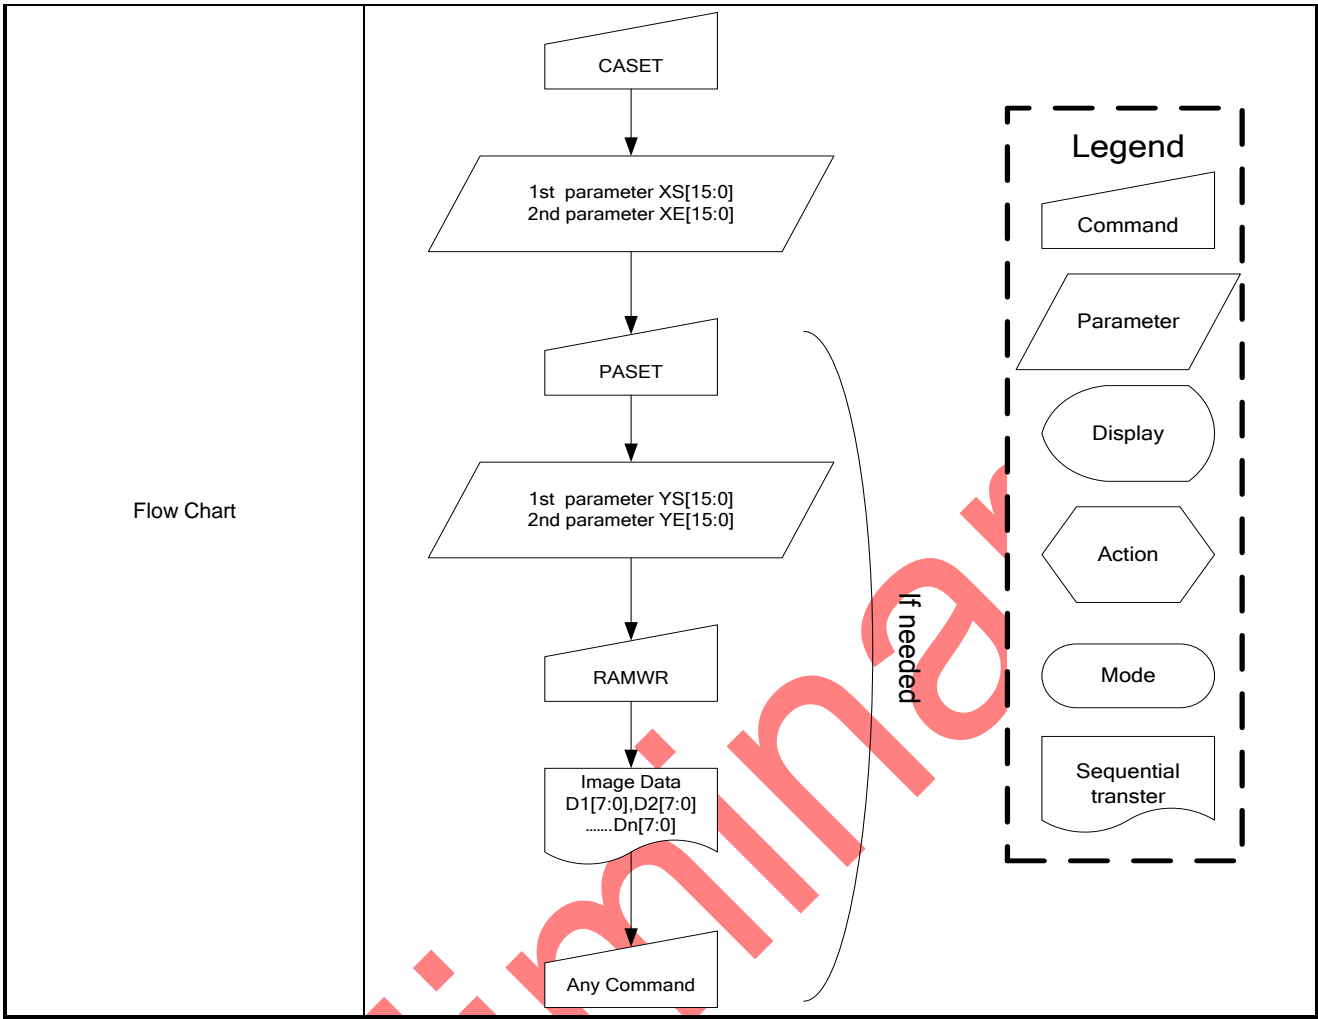 Flow Chart
CASET
1st parameter XS[15:0]
2nd parameter XE[15:0]
PASET
1st parameter YS[15:0]
2nd parameter YE[15:0]
RAMWR
Image Data
D1[7:0],D2[7:0]
.......Dn[7:0]
Any Command
If needed
Legend
Command
Parameter
Display
Action
Mode
Sequential
transter